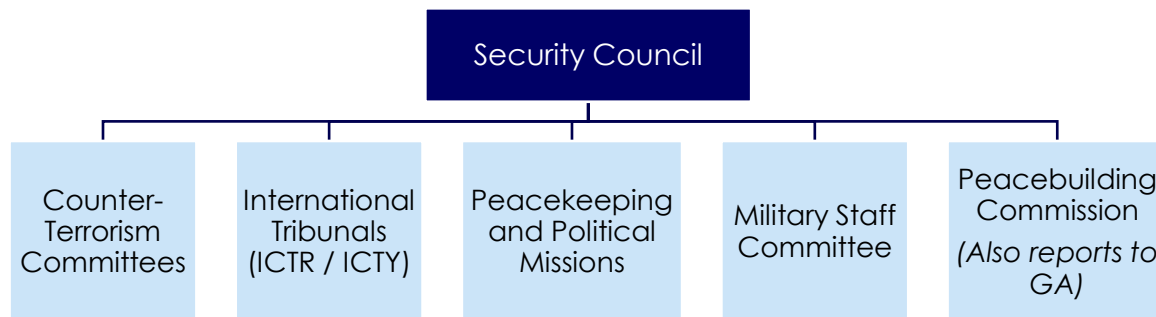 Security Council
Counter-
Terrorism
Committees
International
Tribunals
(ICTR / ICTY)
Peacekeeping
and Political
Missions
Military Staff
Committee
Peacebuilding
Commission
(Also reports to
GA)